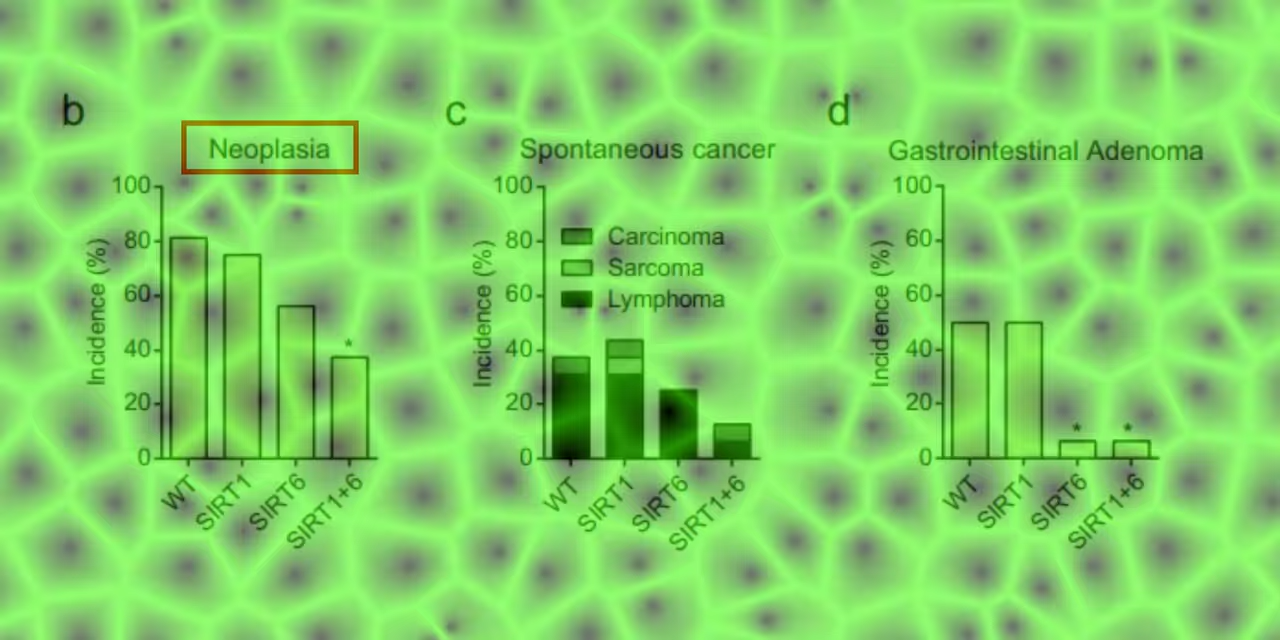 b
Neoplasia
Incidence (%)
100
80
60
40
20
0
*
WT
SIRT1
SIRT6
SIRT1+6
c
Spontaneous cancer
Incidence (%)
100
80
60
40
20
0
Carcinoma
Sarcoma
Lymphoma
WT
SIRT1
SIRT6
SIRT1+6
d
Gastrointestinal Adenoma
Incidence (%)
100
60
60
40
20
0
*
*
WT
SIRT1
SIRT6
SIRT1+6